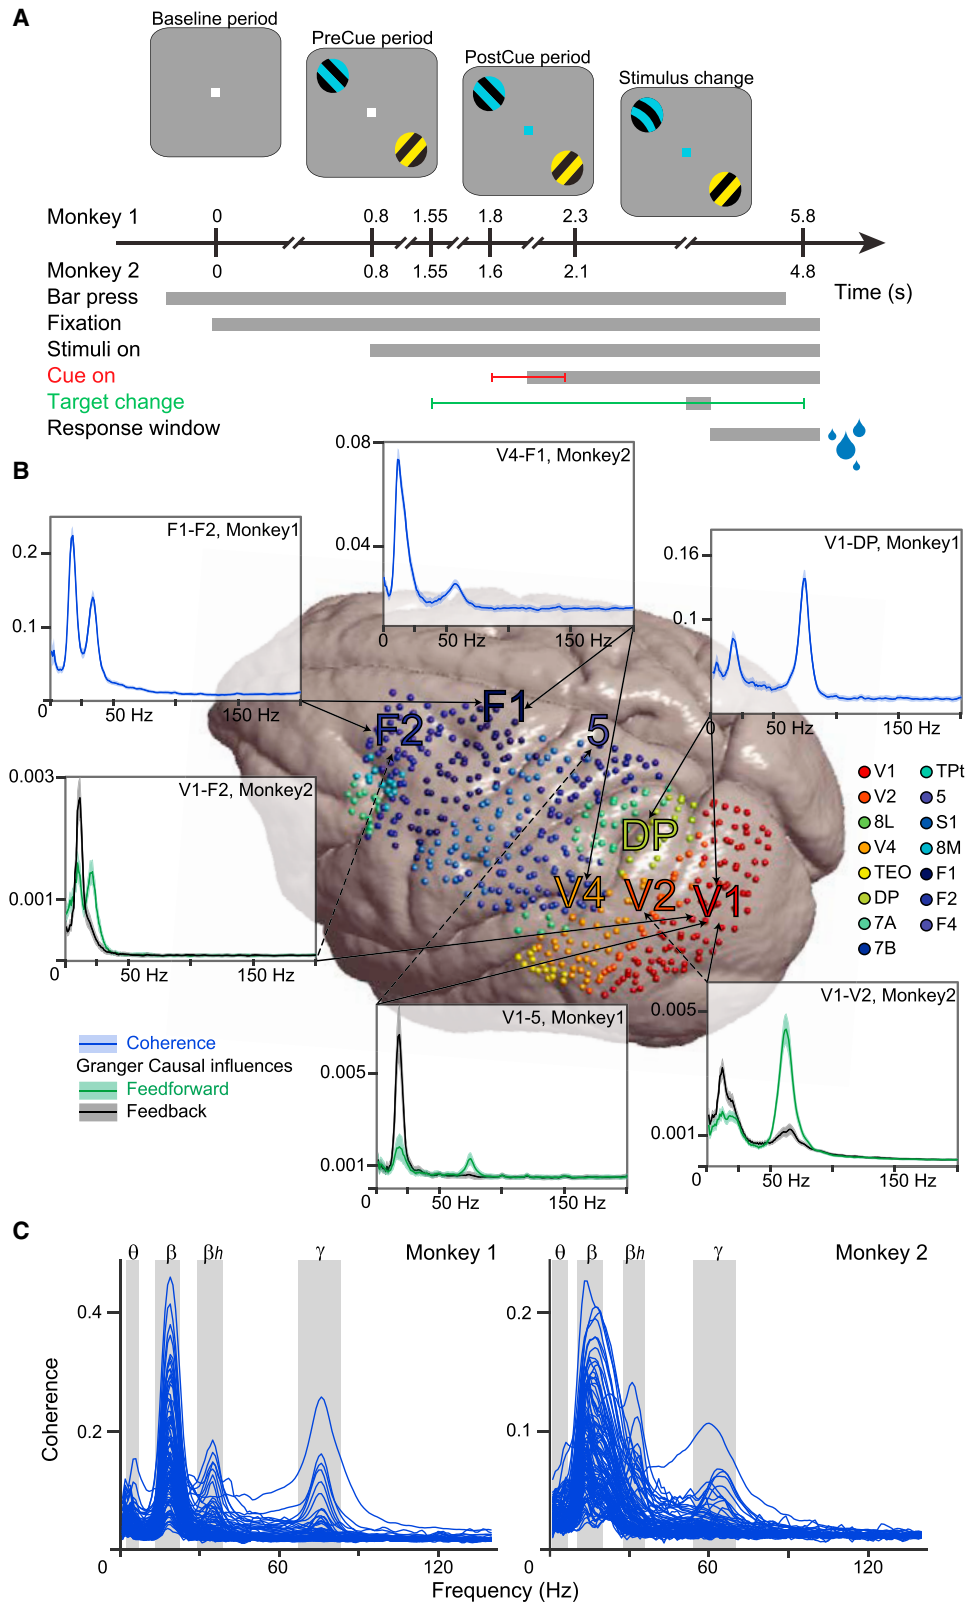 A
Baseline period
PreCue period
PostCue period
Stimulus change
Monkey 1
0 0.8 1.55 1.8 2.3 5.8
Monkey 2
0 0.8 1.55 1.6 2.1 4.8
Time (s)
Bar press
Fixation
Stimuli on
Cue on
Target change
Response window
B
V4-F1, Monkey2
0.08
0.04
0 50 Hz 150 Hz
F1-F2, Monkey1
0.2
0.1
0 50 Hz 150 Hz
V1-DP, Monkey1
0.16
0.1
0 50 Hz 150 Hz
F1
F2
5
DP
V4
V2
V1
V1-F2, Monkey2
0.003
0.001
0 50 Hz 150 Hz
V1 TPt
V2 5
8L S1
V4 8M
TEO F1
DP F2
7A F4
7B
V1-5, Monkey1
0.005
0.001
0 50 Hz 150 Hz
V1-V2, Monkey2
0.005
0.001
0 50 Hz 150 Hz
Coherence
Granger Causal influences
Feedforward
Feedback
C
θ β βh γ Monkey 1
0.4
0.2
0 60 120
θ β βh γ Monkey 2
0.2
0.1
0 60 120
Coherence
Frequency (Hz)